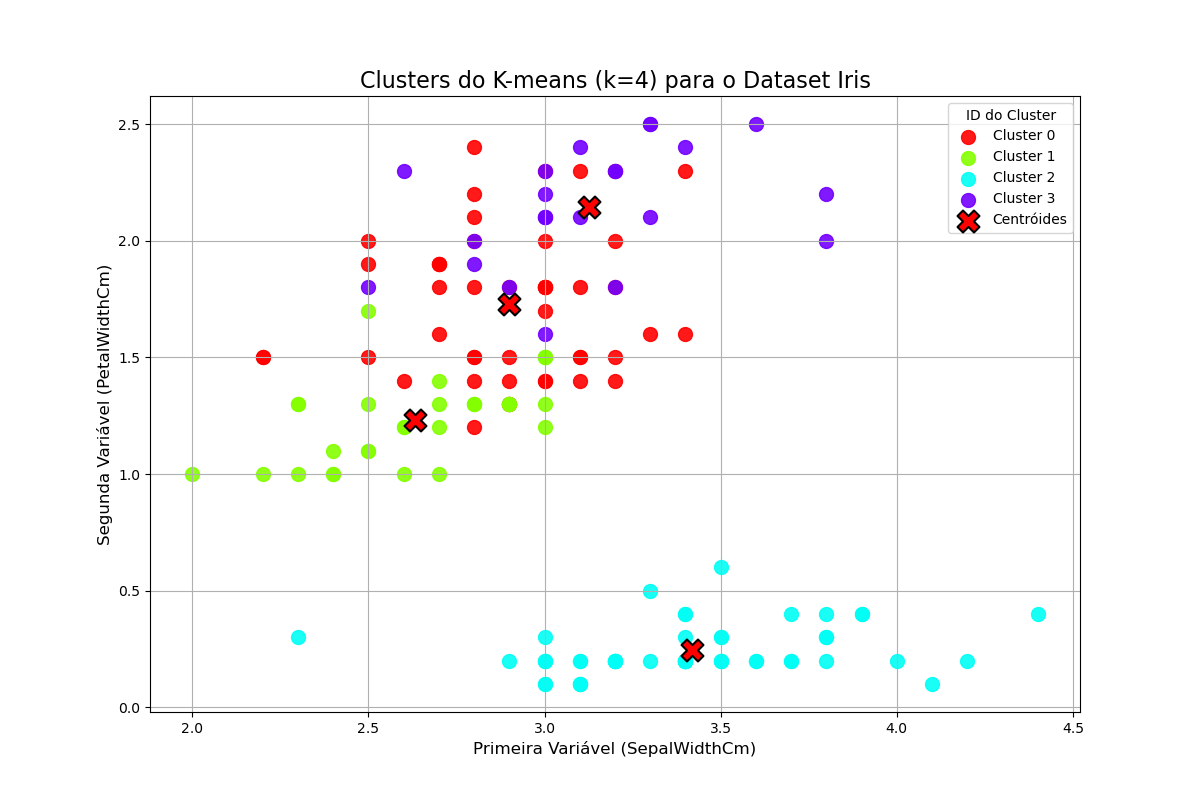 Clusters do K-means (k=4) para o Dataset Iris
ID do Cluster
Cluster 0
Cluster 1
Cluster 2
Cluster 3
Centróides
Segunda Variável (PetalWidthCm)
2.5
2.0
1.5
1.0
0.5
0.0
2.0 2.5 3.0 3.5 4.0 4.5
Primeira Variável (SepalWidthCm)